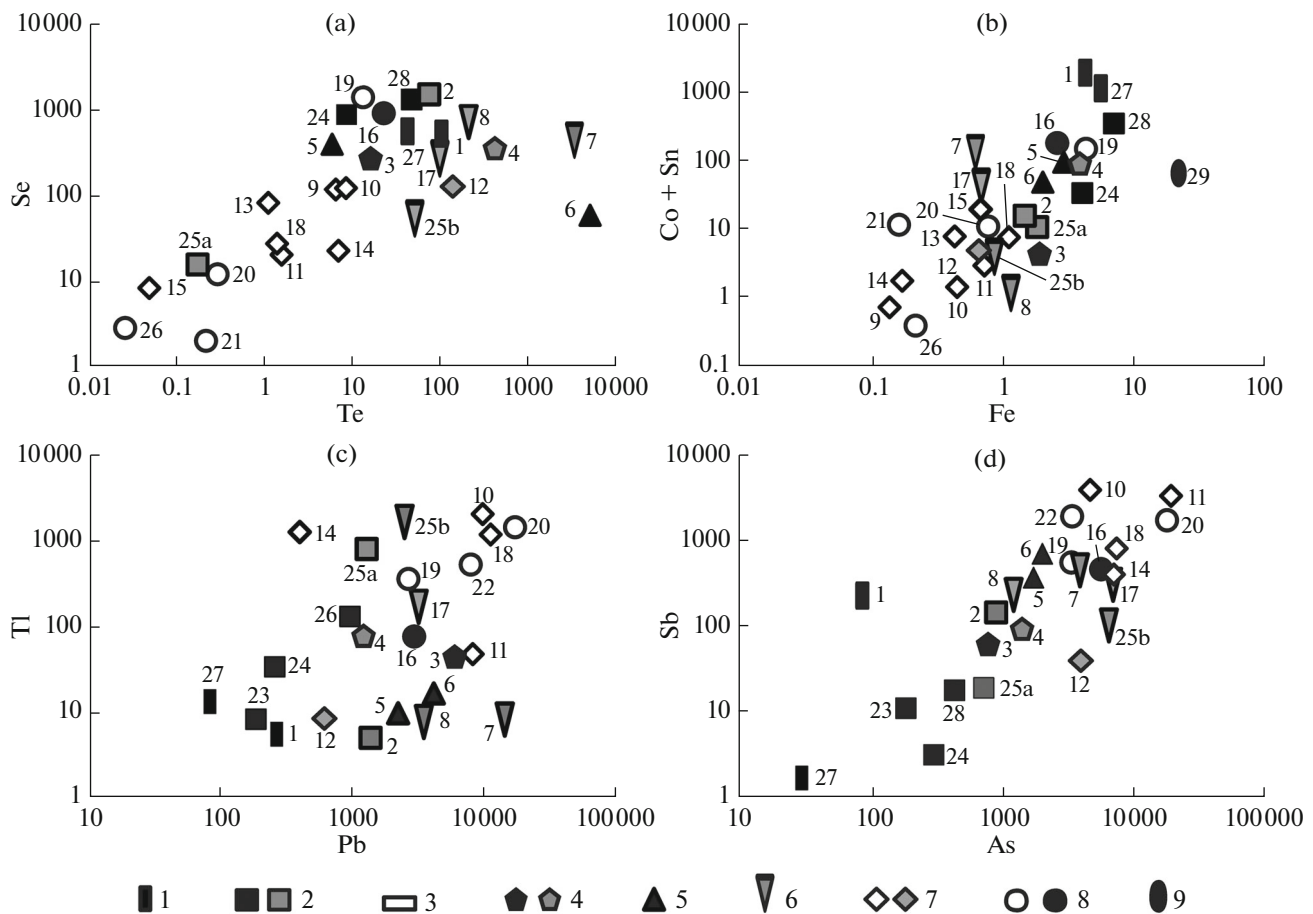 (a)
10000
1000
100
10
1
Se
0.01 0.1 1 10 100 1000 10000
Te
19 28 2
24 8
5 16 1 7
3 27 4
17
9 10 12
13 6
18 25b
25a 14
11
20
15
26
21
(b)
10000
1000
100
10
1
0.1
Co + Sn
0.01 0.1 1 10 100
Fe
1
27
16 28
7 5 19
18 4
17 6 29
15 24
20 2
21 25a
13 3
12
14 11 25b
10 8
9
26
(c)
10000
1000
100
10
1
Tl
10 100 1000 10000 100000
Pb
10
25b 20
14 18
25a
19 22
26 17
4
16 3 11
24
27 6
23 5
1 12 8 7
2
(d)
10000
1000
100
10
1
Sb
10 100 1000 10000 100000
As
10 11
22
16 20
6 19 18
14
8 5 7 17
1
2
4 25b
3
12
25a
23 28
24
27
1 2 3 4 5 6 7 8 9